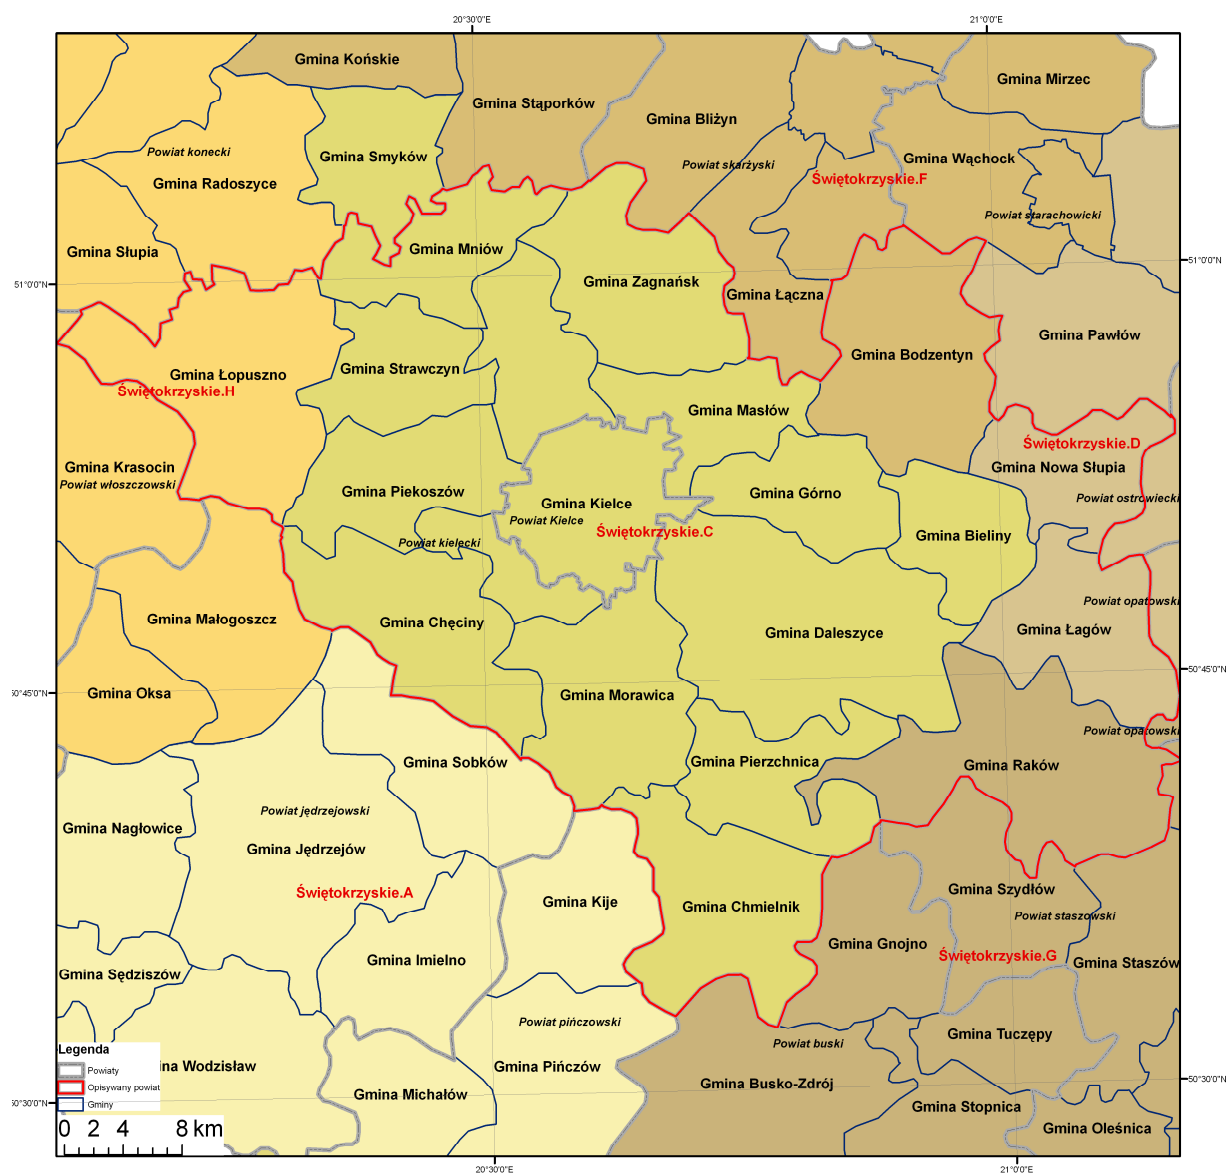 20°30'0"E
21°0'0"E
Gmina Końskie
Gmina Mirzec
Gmina Stąporków
Gmina Bliżyn
Powiat konecki
Gmina Smyków
Powiat skarżyski
Gmina Wąchock
Gmina Radoszyce
Świętokrzyskie.F
Powiat starachowicki
Gmina Słupia
Gmina Mniów
51°0'0"N
51°0'0"N
Gmina Zagnańsk
Gmina Łączna
Gmina Pawłów
Gmina Bodzentyn
Gmina Łopuszno
Gmina Strawczyn
Świętokrzyskie.H
Gmina Masłów
Świętokrzyskie.D
Gmina Krasocin
Gmina Nowa Słupia
Powiat włoszczowski
Gmina Piekoszów
Gmina Górno
Powiat ostrowiecki
Gmina Kielce
Powiat Kielce
Świętokrzyskie.C
Gmina Bieliny
Powiat kielecki
Powiat opatowski
Gmina Małogoszcz
Gmina Chęciny
Gmina Daleszyce
Gmina Łagów
50°45'0"N
Gmina Oksa
Gmina Morawica
50°45'0"N
Powiat opatowski
Gmina Sobków
Gmina Pierzchnica
Gmina Raków
Powiat jędrzejowski
Gmina Nagłowice
Gmina Jędrzejów
Świętokrzyskie.A
Gmina Szydłów
Gmina Kije
Gmina Chmielnik
Powiat staszowski
Gmina Gnojno
Świętokrzyskie.G
Gmina Imielno
Gmina Staszów
Gmina Sędziszów
Powiat pińczowski
Gmina Tuczępy
Powiat buski
Legenda
Powiaty
Opisywany powiat
Gminy
na Wodzisław
Gmina Pińczów
Gmina Busko-Zdrój
50°30'0"N
Gmina Michałów
Gmina Stopnica
50°30'0"N
Gmina Oleśnica
0 2 4 8 km
20°30'0"E
21°0'0"E